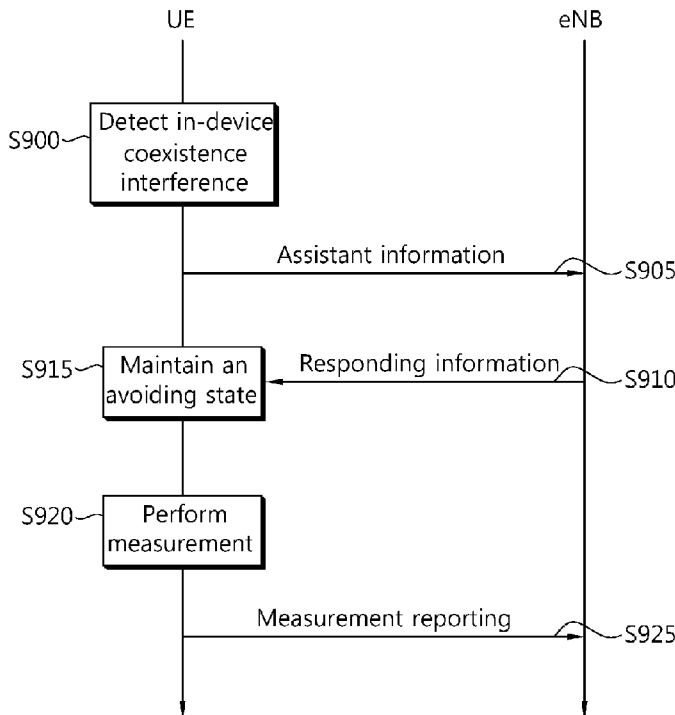 UE
eNB
S900
Detect in-device
coexistence
interference
Assistant information
S905
S915
Maintain an
avoiding state
Responding information
S910
S920
Perform
measurement
Measurement reporting
S925